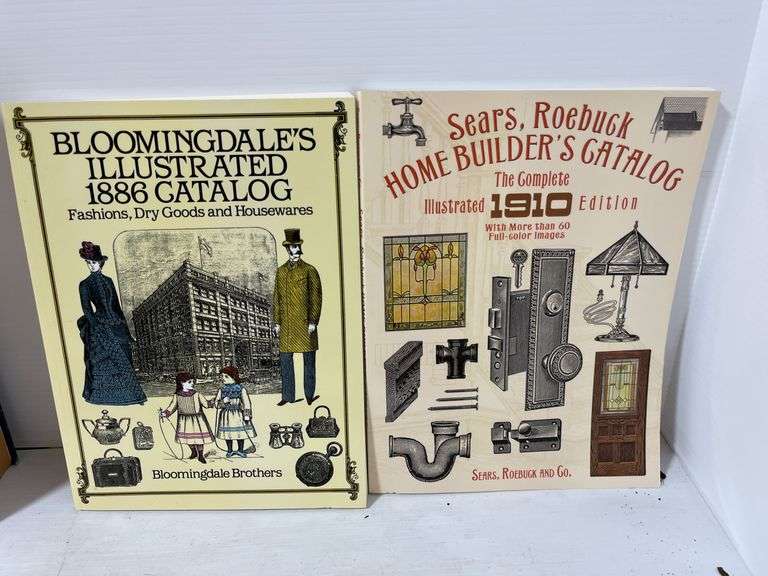 BLOOMINGDALE'S
ILLUSTRATED
1886 CATALOG
Fashions, Dry Goods and Housewares
Bloomingdale Brothers
Sears, Roebuck
HOME BUILDER'S CATALOG
The Complete
Illustrated 1910 Edition
With More than 60
Full-color Images
SEARS, ROEBUCK AND CO.